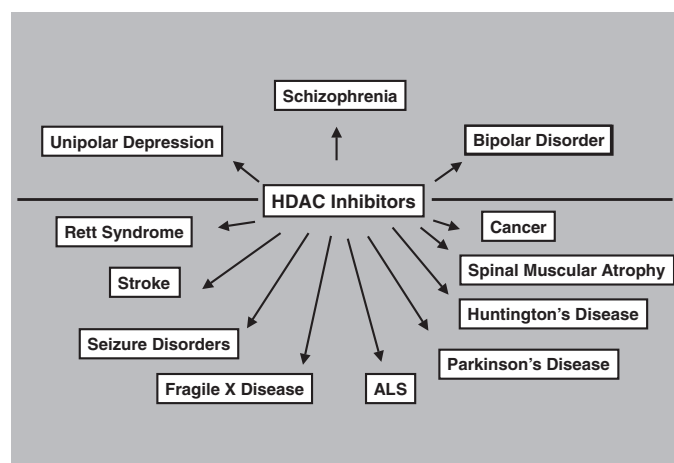 Schizophrenia
Unipolar Depression
Bipolar Disorder
HDAC Inhibitors
Rett Syndrome
Cancer
Spinal Muscular Atrophy
Stroke
Huntington's Disease
Seizure Disorders
Parkinson's Disease
Fragile X Disease
ALS